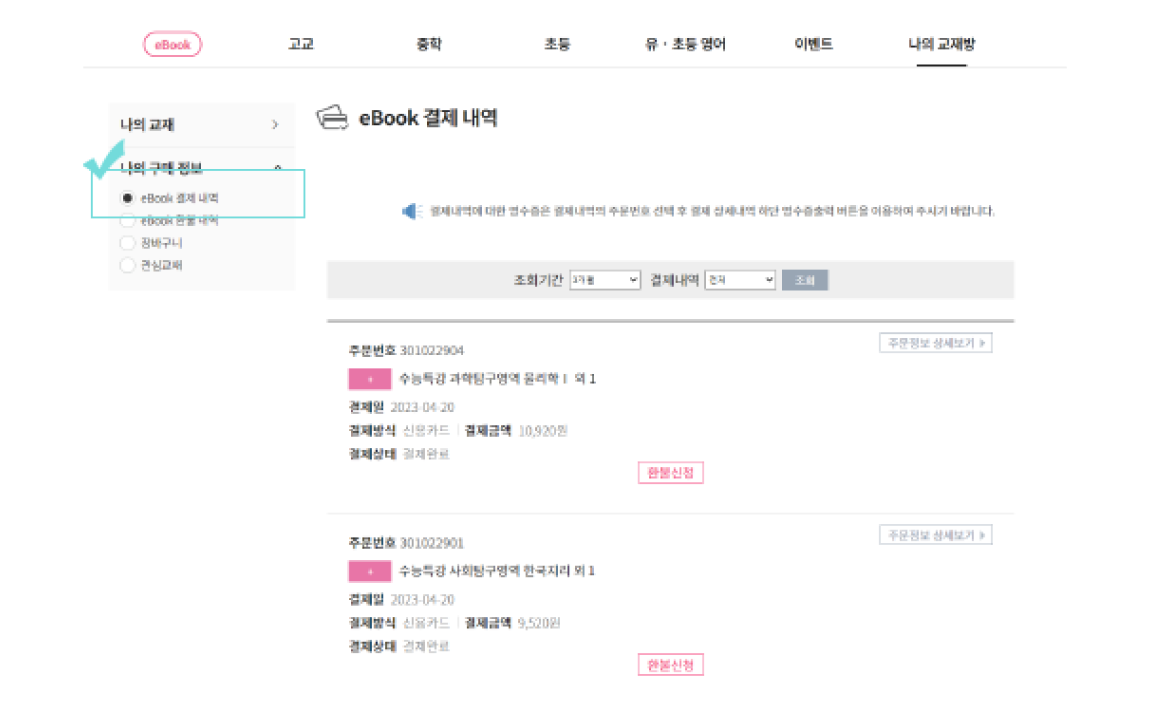 eBook 고교 중학 초등 유·초등 영어 이벤트 나의 교재방
나의 교재
나의 구매 정보
eBook 결제 내역
eBook 환불 내역
장바구니
관심교재
eBook 결제 내역
결제내역에 대한 영수증은 결제내역의 주문번호 선택 후 결제 상세내역 하단 영수증출력 버튼을 이용하여 주시기 바랍니다.
조회기간 3개월 결제내역 전체 조회
주문번호 301022904
주문정보 상세보기
+ 수능특강 과학탐구영역 물리학 I 외 1
결제일 2023-04-20
결제방식 신용카드 | 결제금액 10,920원
결제상태 결제완료
환불신청
주문번호 301022901
주문정보 상세보기
+ 수능특강 사회탐구영역 한국지리 외 1
결제일 2023-04-20
결제방식 신용카드 | 결제금액 9,520원
결제상태 결제완료
환불신청